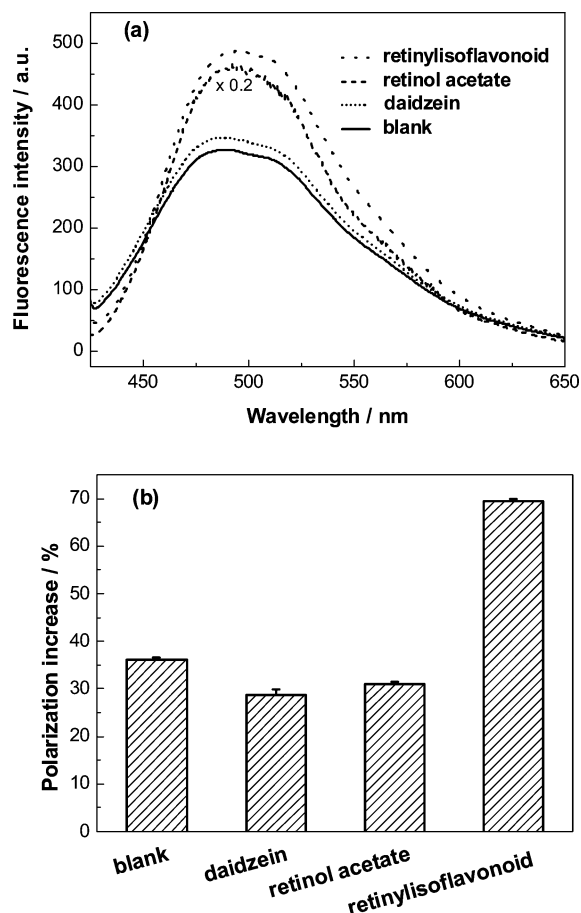 (a)
500
400
300
200
100
0
Fluorescence intensity / a.u.
x 0.2
retinylisoflavonoid
retinol acetate
daidzein
blank
450 500 550 600 650
Wavelength / nm
(b)
70
60
50
40
30
20
10
0
Polarization increase / %
blank
daidzein
retinol acetate
retinylisoflavonoid